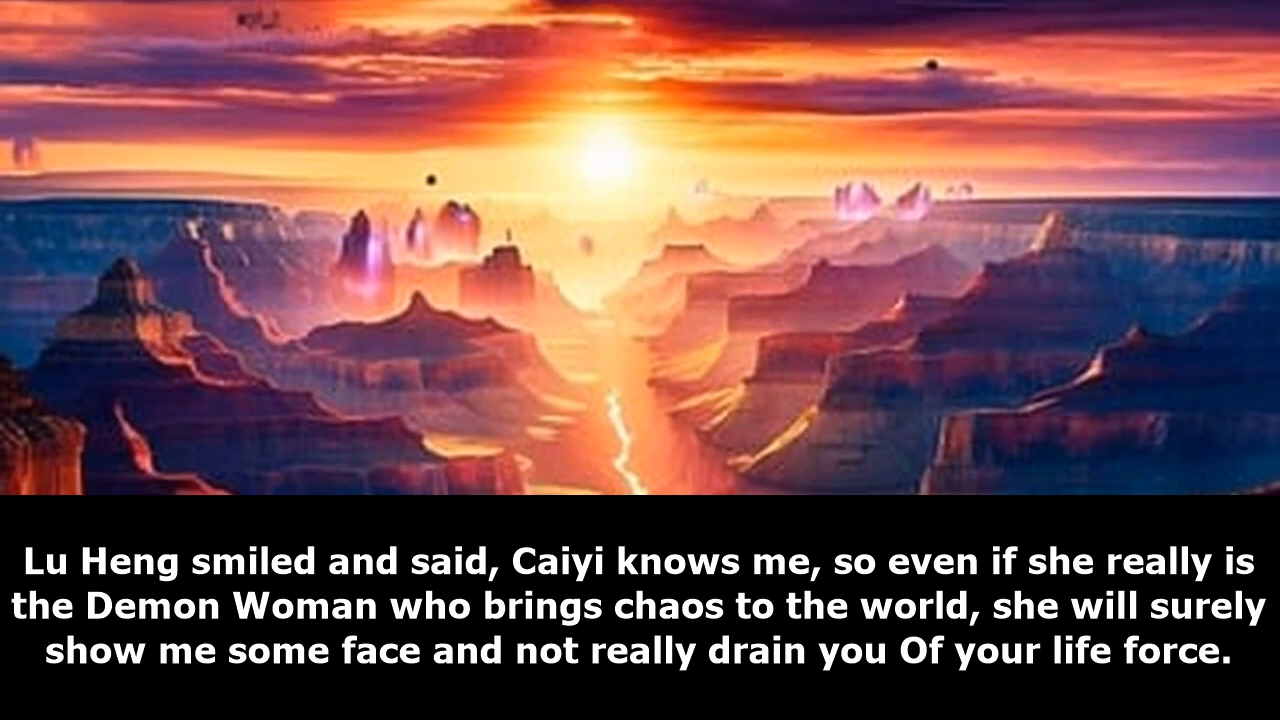 Lu Heng smiled and said, Caiyi knows me, so even if she really is
the Demon Woman who brings chaos to the world, she will surely
show me some face and not really drain you Of your life force.